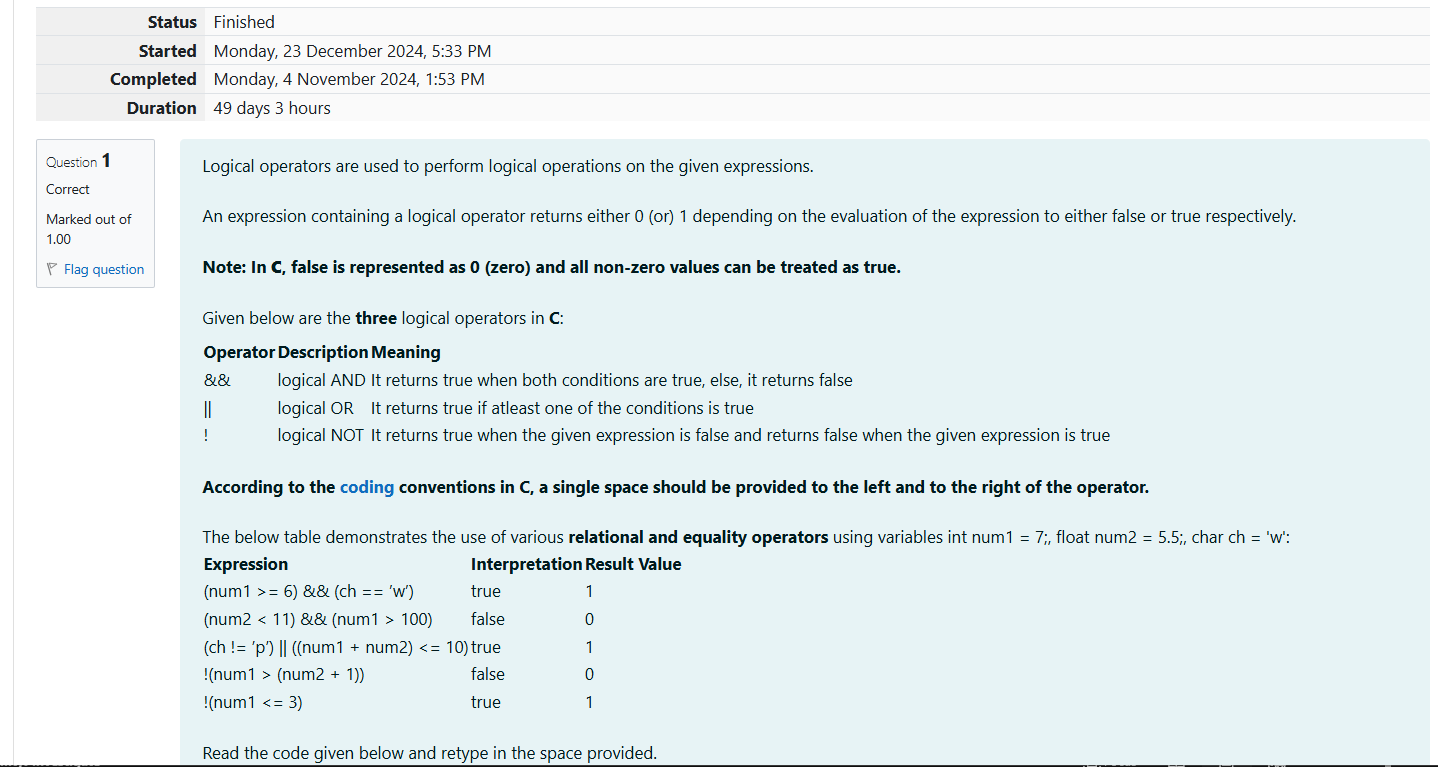 Status Finished
Started Monday, 23 December 2024, 5:33 PM
Completed Monday, 4 November 2024, 1:53 PM
Duration 49 days 3 hours
Question 1
Correct
Marked out of
1.00
Flag question
Logical operators are used to perform logical operations on the given expressions.
An expression containing a logical operator returns either 0 (or) 1 depending on the evaluation of the expression to either false or true respectively.
Note: In C, false is represented as 0 (zero) and all non-zero values can be treated as true.
Given below are the three logical operators in C:
Operator Description Meaning
&& logical AND It returns true when both conditions are true, else, it returns false
|| logical OR It returns true if atleast one of the conditions is true
! logical NOT It returns true when the given expression is false and returns false when the given expression is true
According to the coding conventions in C, a single space should be provided to the left and to the right of the operator.
The below table demonstrates the use of various relational and equality operators using variables int num1 = 7;, float num2 = 5.5;, char ch = 'w':
Expression Interpretation Result Value
(num1 >= 6) && (ch == 'w') true 1
(num2 < 11) && (num1 > 100) false 0
(ch != 'p') || ((num1 + num2) <= 10) true 1
!(num1 > (num2 + 1)) false 0
!(num1 <= 3) true 1
Read the code given below and retype in the space provided.